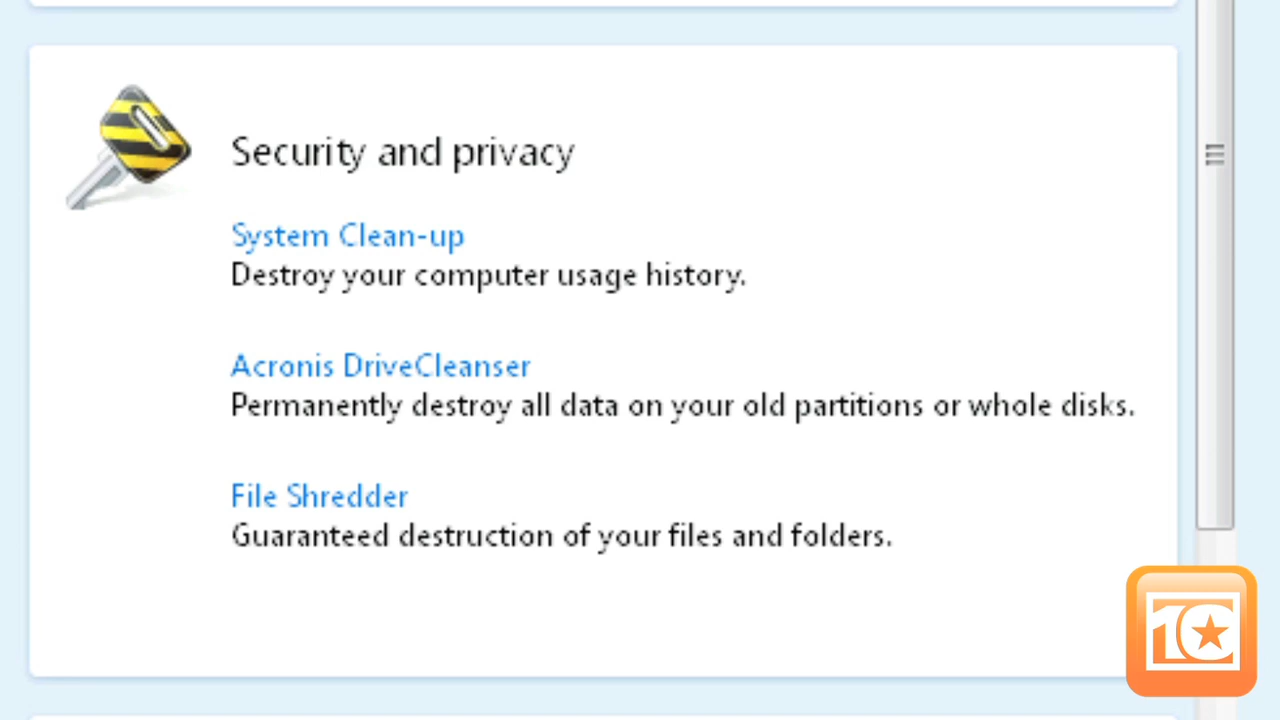 Security and privacy
System Clean-up
Destroy your computer usage history.
Acronis DriveCleanser
Permanently destroy all data on your old partitions or whole disks.
File Shredder
Guaranteed destruction of your files and folders.
10